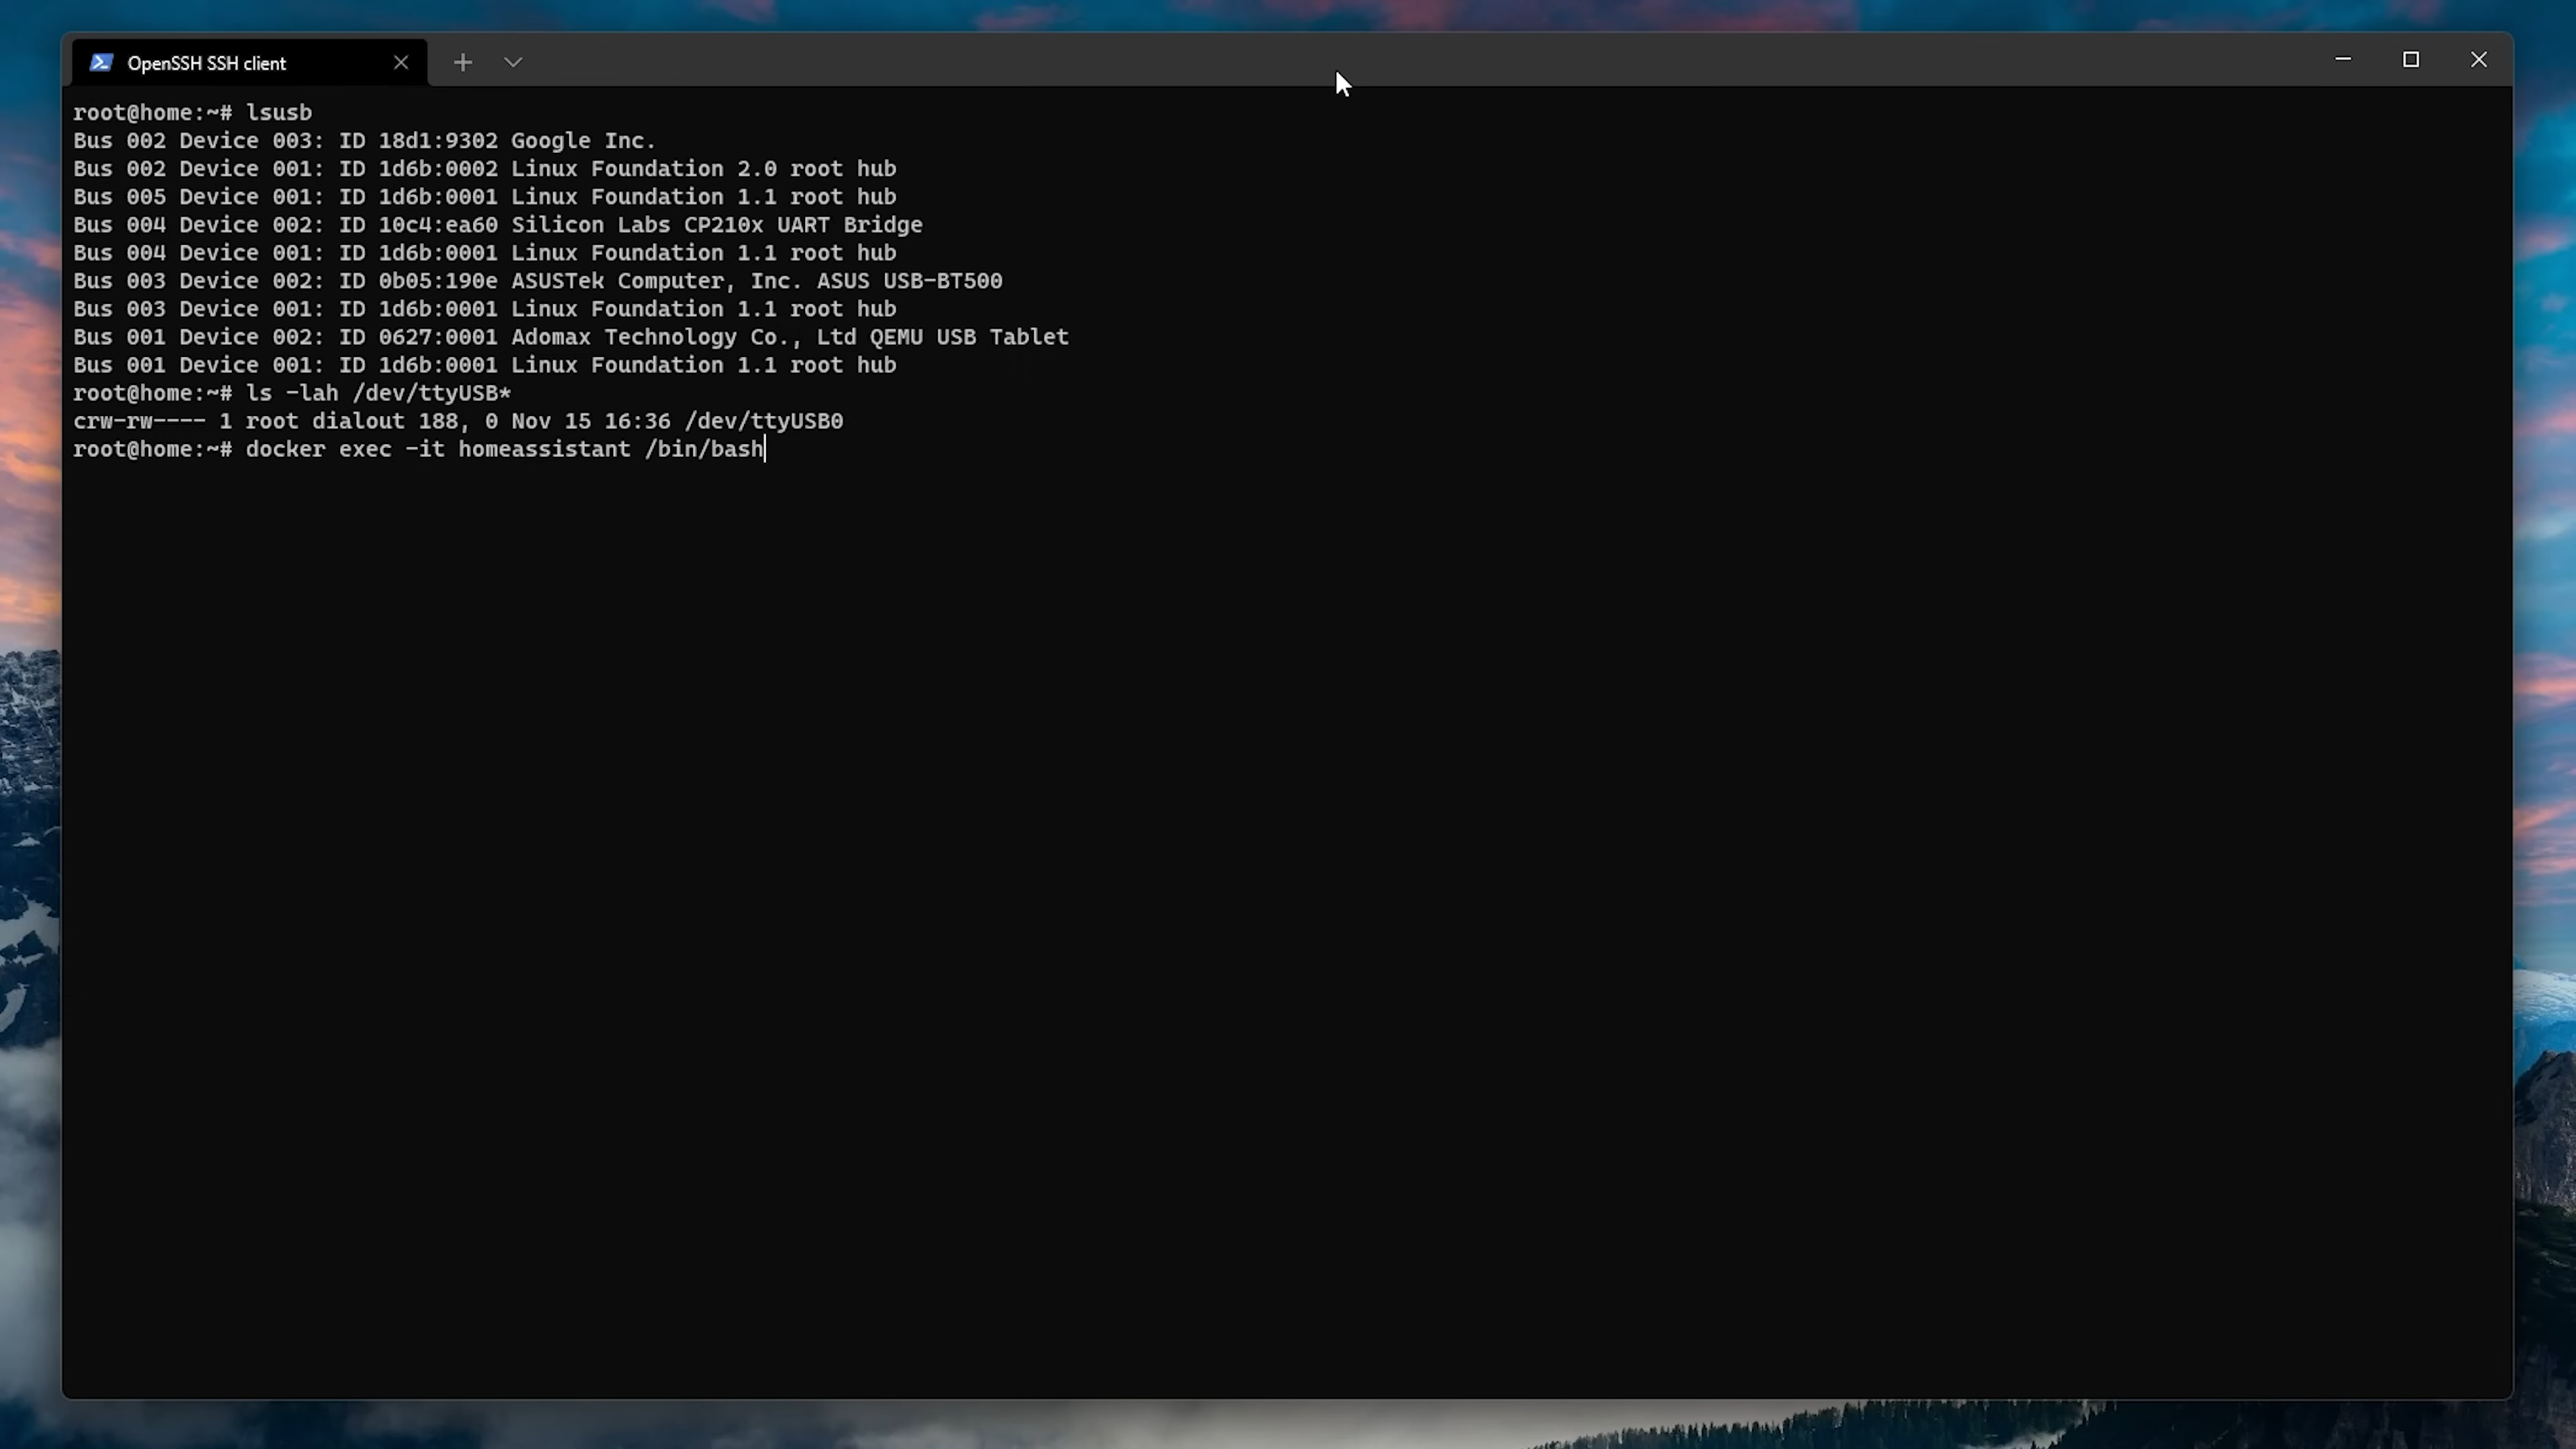 OpenSSH SSH client
root@home:~# lsusb
Bus 002 Device 003: ID 18d1:9302 Google Inc.
Bus 002 Device 001: ID 1d6b:0002 Linux Foundation 2.0 root hub
Bus 005 Device 001: ID 1d6b:0001 Linux Foundation 1.1 root hub
Bus 004 Device 002: ID 10c4:ea60 Silicon Labs CP210x UART Bridge
Bus 004 Device 001: ID 1d6b:0001 Linux Foundation 1.1 root hub
Bus 003 Device 002: ID 0b05:190e ASUSTek Computer, Inc. ASUS USB-BT500
Bus 003 Device 001: ID 1d6b:0001 Linux Foundation 1.1 root hub
Bus 001 Device 002: ID 0627:0001 Adomax Technology Co., Ltd QEMU USB Tablet
Bus 001 Device 001: ID 1d6b:0001 Linux Foundation 1.1 root hub
root@home:~# ls -lah /dev/ttyUSB*
crw-rw---- 1 root dialout 188, 0 Nov 15 16:36 /dev/ttyUSB0
root@home:~# docker exec -it homeassistant /bin/bash